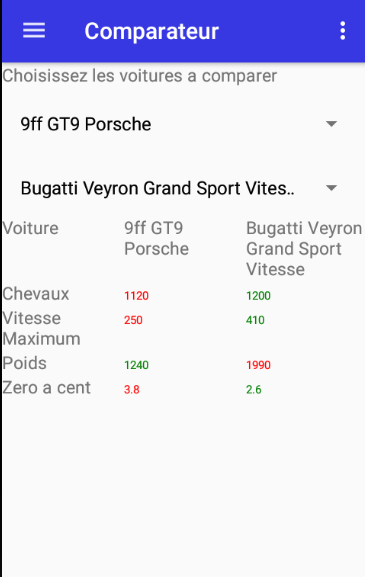 Comparateur
Choisissez les voitures a comparer
9ff GT9 Porsche
Bugatti Veyron Grand Sport Vites..
Voiture 9ff GT9 Bugatti Veyron
Porsche Grand Sport
Vitesse
Chevaux 1120 1200
Vitesse 250 410
Maximum
Poids 1240 1990
Zero a cent 3.8 2.6